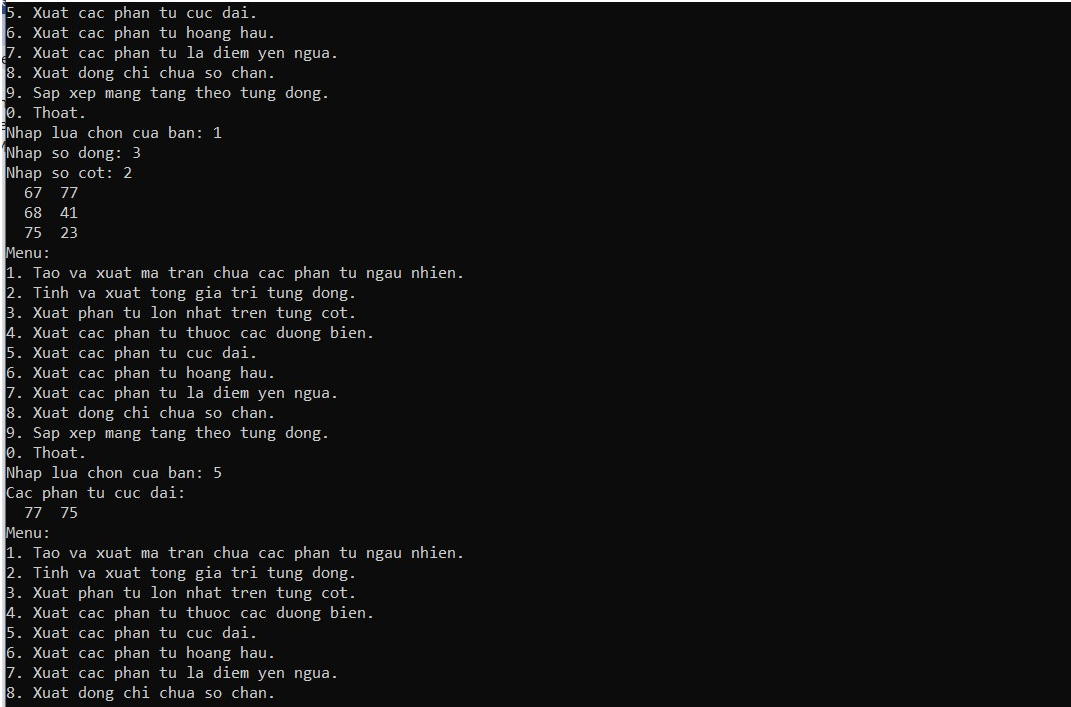 5. Xuat cac phan tu cuc dai.
6. Xuat cac phan tu hoang hau.
7. Xuat cac phan tu la diem yen ngua.
8. Xuat dong chi chua so chan.
9. Sap xep mang tang theo tung dong.
0. Thoat.
Nhap lua chon cua ban: 1
Nhap so dong: 3
Nhap so cot: 2
67 77
68 41
75 23
Menu:
1. Tao va xuat ma tran chua cac phan tu ngau nhien.
2. Tinh va xuat tong gia tri tung dong.
3. Xuat phan tu lon nhat tren tung cot.
4. Xuat cac phan tu thuoc cac duong bien.
5. Xuat cac phan tu cuc dai.
6. Xuat cac phan tu hoang hau.
7. Xuat cac phan tu la diem yen ngua.
8. Xuat dong chi chua so chan.
9. Sap xep mang tang theo tung dong.
0. Thoat.
Nhap lua chon cua ban: 5
Cac phan tu cuc dai:
77 75
Menu:
1. Tao va xuat ma tran chua cac phan tu ngau nhien.
2. Tinh va xuat tong gia tri tung dong.
3. Xuat phan tu lon nhat tren tung cot.
4. Xuat cac phan tu thuoc cac duong bien.
5. Xuat cac phan tu cuc dai.
6. Xuat cac phan tu hoang hau.
7. Xuat cac phan tu la diem yen ngua.
8. Xuat dong chi chua so chan.